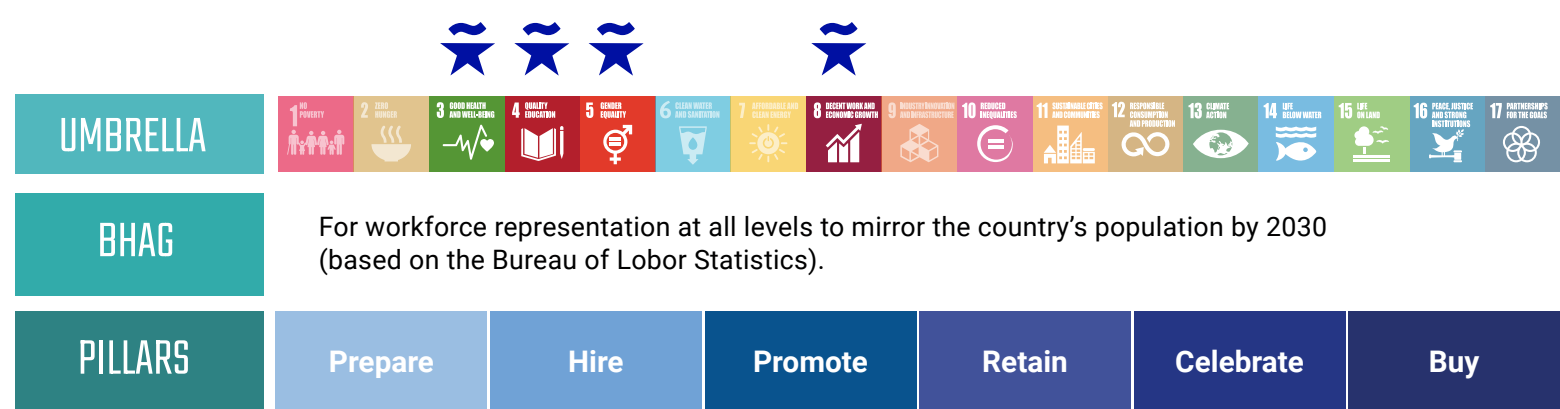 UMBRELLA
1 NO
POVERTY
2 ZERO
HUNGER
3 GOOD HEALTH
AND WELL-BEING
4 QUALITY
EDUCATION
5 GENDER
EQUALITY
6 CLEAN WATER
AND SANITATION
7 AFFORDABLE AND
CLEAN ENERGY
8 DECENT WORK AND
ECONOMIC GROWTH
9 INDUSTRY, INNOVATION
AND INFRASTRUCTURE
10 REDUCED
INEQUALITIES
11 SUSTAINABLE CITIES
AND COMMUNITIES
12 RESPONSIBLE
CONSUMPTION
AND PRODUCTION
13 CLIMATE
ACTION
14 LIFE
BELOW WATER
15 LIFE
ON LAND
16 PEACE, JUSTICE
AND STRONG
INSTITUTIONS
17 PARTNERSHIPS
FOR THE GOALS
BHAG
For workforce representation at all levels to mirror the country’s population by 2030
(based on the Bureau of Lobor Statistics).
PILLARS
Prepare
Hire
Promote
Retain
Celebrate
Buy